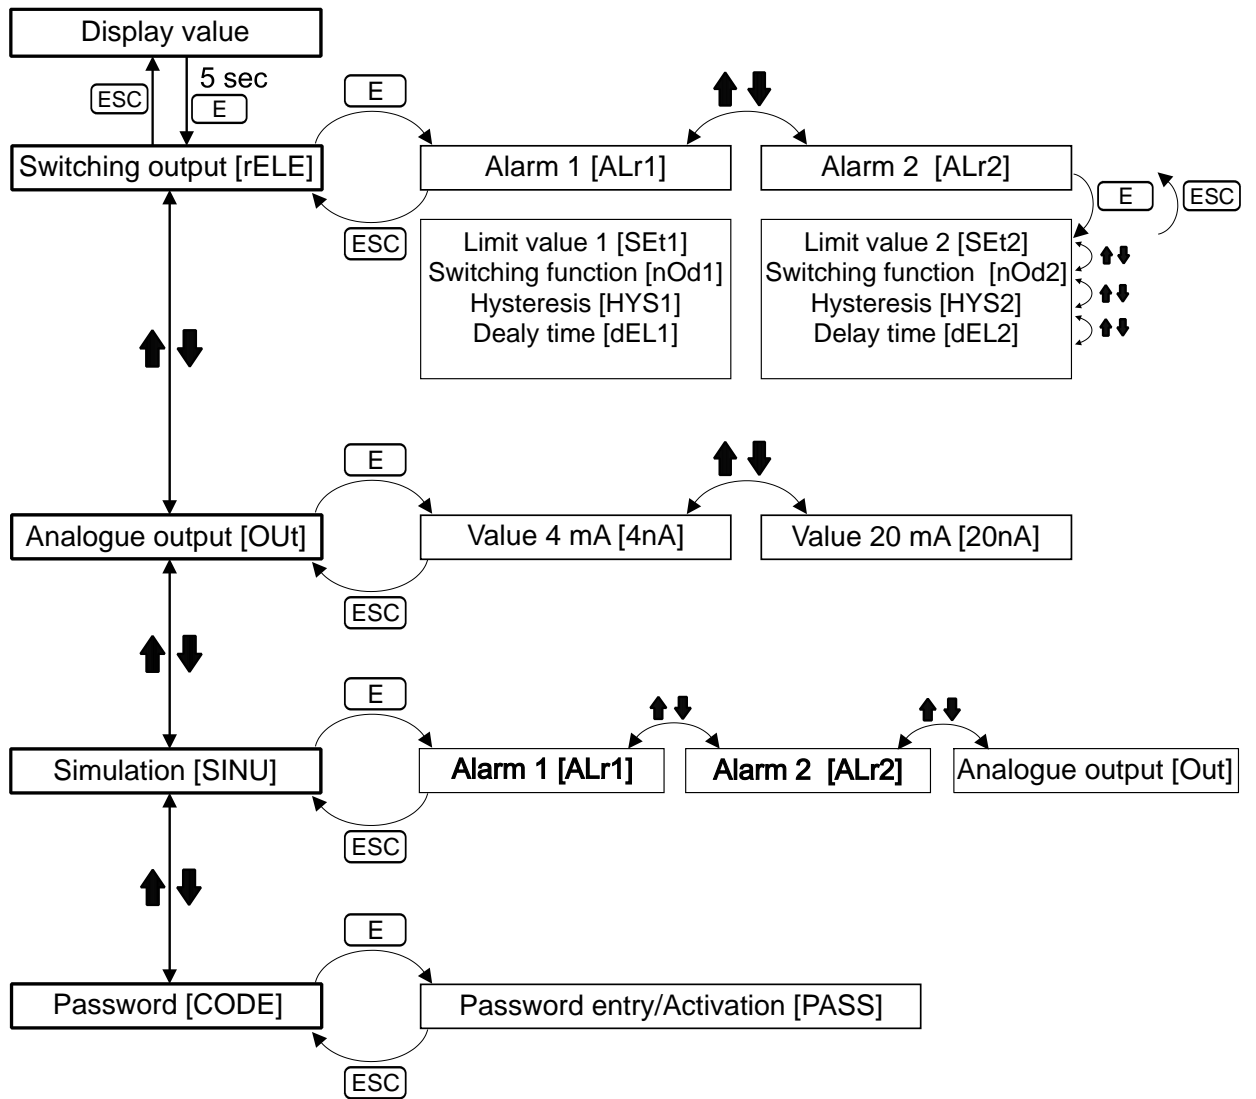 Display value
5 sec
ESC
E
E
Switching output [rELE]
Alarm 1 [ALr1]
Alarm 2 [ALr2]
E
ESC
ESC
Limit value 1 [SEt1]
Switching function [nOd1]
Hysteresis [HYS1]
Dealy time [dEL1]
Limit value 2 [SEt2]
Switching function [nOd2]
Hysteresis [HYS2]
Delay time [dEL2]
E
Analogue output [OUt]
Value 4 mA [4nA]
Value 20 mA [20nA]
ESC
E
Simulation [SINU]
Alarm 1 [ALr1]
Alarm 2 [ALr2]
Analogue output [Out]
ESC
E
Password [CODE]
Password entry/Activation [PASS]
ESC